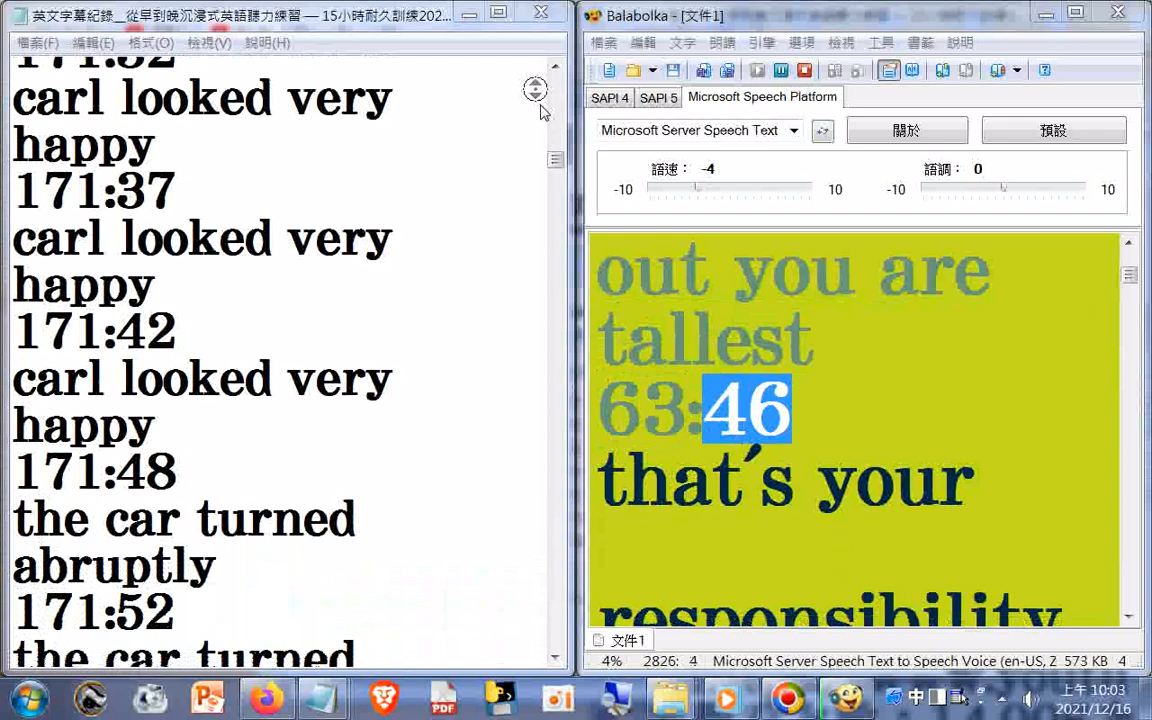 英文字幕紀錄__從早到晚沉浸式英語聽力練習 — 15小時耐久訓練202...
檔案(F) 編輯(E) 格式(O) 檢視(V) 說明(H)
171:32
carl looked very
happy
171:37
carl looked very
happy
171:42
carl looked very
happy
171:48
the car turned
abruptly
171:52
the car turned
Balabolka - [文件1]
檔案 編輯 文字 朗讀 引擎 選項 檢視 工具 書籤 說明
SAPI 4 SAPI 5 Microsoft Speech Platform
Microsoft Server Speech Text 關於 預設
語速： -4 語調： 0
-10 10 -10 10
out you are
tallest
63:46
that's your
responsibility
文件1
4% 2826: 4 Microsoft Server Speech Text to Speech Voice (en-US, Z 573 KB 4
中 上午 10:03
2021/12/16